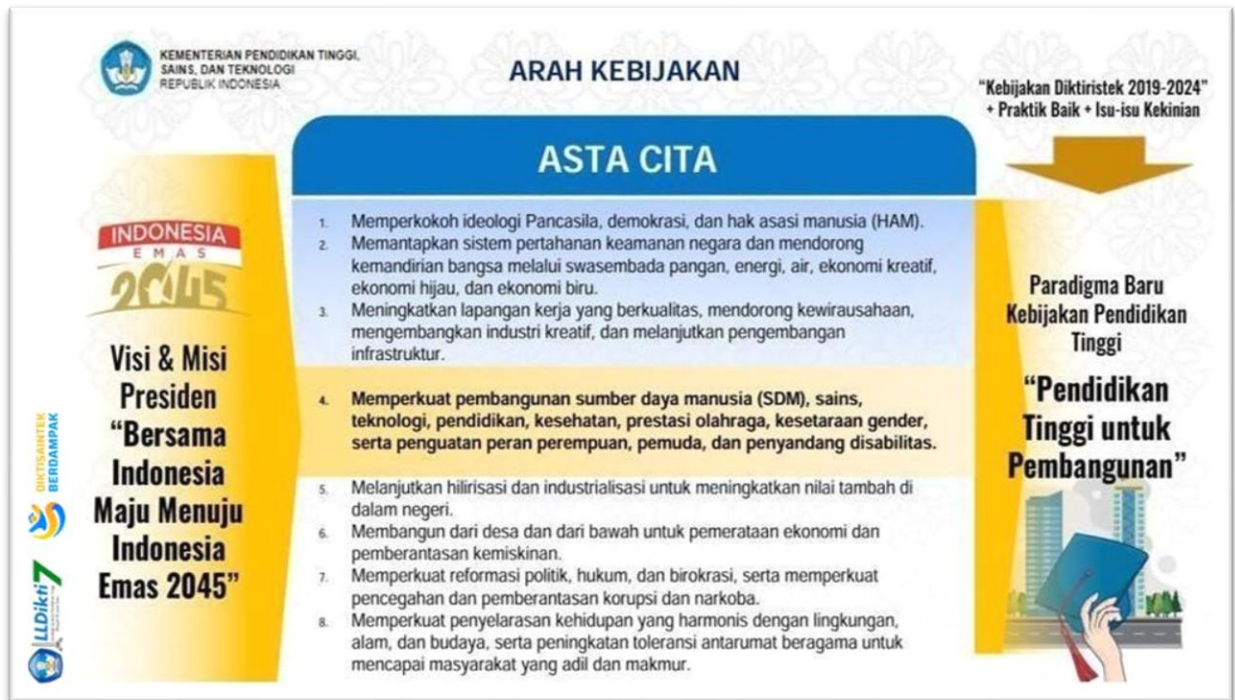 KEMENTERIAN PENDIDIKAN TINGGI,
SAINS, DAN TEKNOLOGI
REPUBLIK INDONESIA
ARAH KEBIJAKAN
"Kebijakan Diktiristek 2019-2024"
+ Praktik Baik + Isu-isu Kekinian
INDONESIA
EMAS
2045
Visi & Misi
Presiden
"Bersama
Indonesia
Maju Menuju
Indonesia
Emas 2045"
ASTA CITA
1. Memperkokoh ideologi Pancasila, demokrasi, dan hak asasi manusia (HAM).
2. Memantapkan sistem pertahanan keamanan negara dan mendorong
kemandirian bangsa melalui swasembada pangan, energi, air, ekonomi kreatif,
ekonomi hijau, dan ekonomi biru.
3. Meningkatkan lapangan kerja yang berkualitas, mendorong kewirausahaan,
mengembangkan industri kreatif, dan melanjutkan pengembangan
infrastruktur.
4. Memperkuat pembangunan sumber daya manusia (SDM), sains,
teknologi, pendidikan, kesehatan, prestasi olahraga, kesetaraan gender,
serta penguatan peran perempuan, pemuda, dan penyandang disabilitas.
5. Melanjutkan hilirisasi dan industrialisasi untuk meningkatkan nilai tambah di
dalam negeri.
6. Membangun dari desa dan dari bawah untuk pemerataan ekonomi dan
pemberantasan kemiskinan.
7. Memperkuat reformasi politik, hukum, dan birokrasi, serta memperkuat
pencegahan dan pemberantasan korupsi dan narkoba.
8. Memperkuat penyelarasan kehidupan yang harmonis dengan lingkungan,
alam, dan budaya, serta peningkatan toleransi antarumat beragama untuk
mencapai masyarakat yang adil dan makmur.
Paradigma Baru
Kebijakan Pendidikan
Tinggi
"Pendidikan
Tinggi untuk
Pembangunan"
DIKTISAINTEK
BERDAMPAK
LLDikti 7